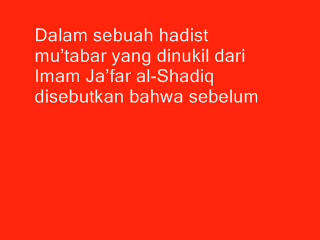 Dalam sebuah hadist
mu’tabar yang dinukil dari
Imam Ja’far al-Shadiq
disebutkan bahwa sebelum